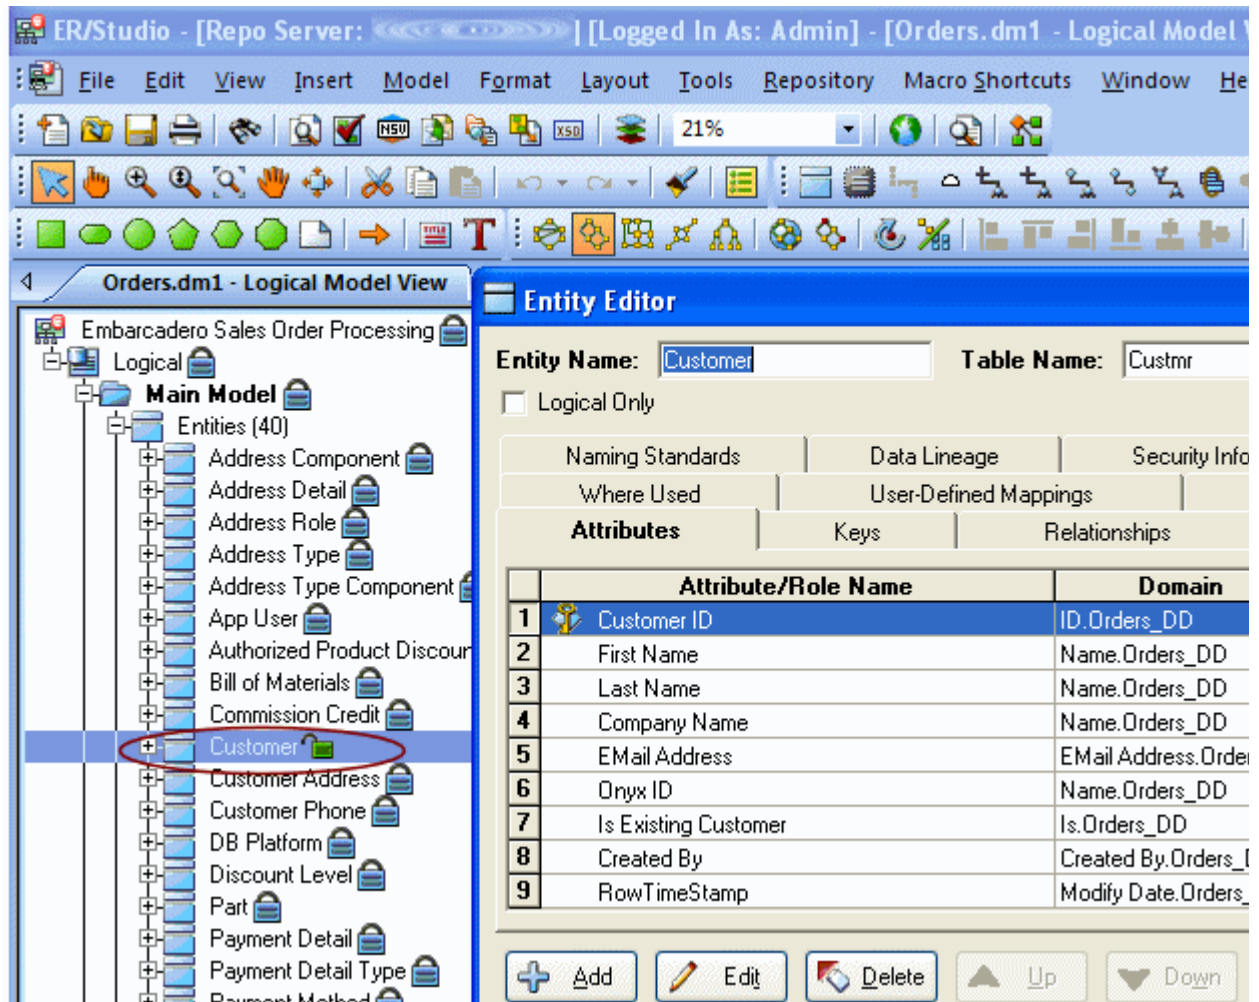 ER/Studio - [Repo Server: ] [Logged In As: Admin] - [Orders.dm1 - Logical Model
File Edit View Insert Model Format Layout Tools Repository Macro Shortcuts Window He
NSU XSD 21%
TITLE T
Orders.dm1 - Logical Model View
Embarcadero Sales Order Processing
Logical
Main Model
Entities (40)
Address Component
Address Detail
Address Role
Address Type
Address Type Component
App User
Authorized Product Discour
Bill of Materials
Commission Credit
Customer
Customer Address
Customer Phone
DB Platform
Discount Level
Part
Payment Detail
Payment Detail Type
Payment Method
Entity Editor
Entity Name: Customer Table Name: Custmr
Logical Only
Naming Standards Data Lineage Security Info
Where Used User-Defined Mappings
Attributes Keys Relationships
Attribute/Role Name Domain
1 Customer ID ID.Orders_DD
2 First Name Name.Orders_DD
3 Last Name Name.Orders_DD
4 Company Name Name.Orders_DD
5 EMail Address EMail Address.Order
6 Onyx ID Name.Orders_DD
7 Is Existing Customer Is.Orders_DD
8 Created By Created By.Orders_D
9 RowTimeStamp Modify Date.Orders_
Add Edit Delete Up Down